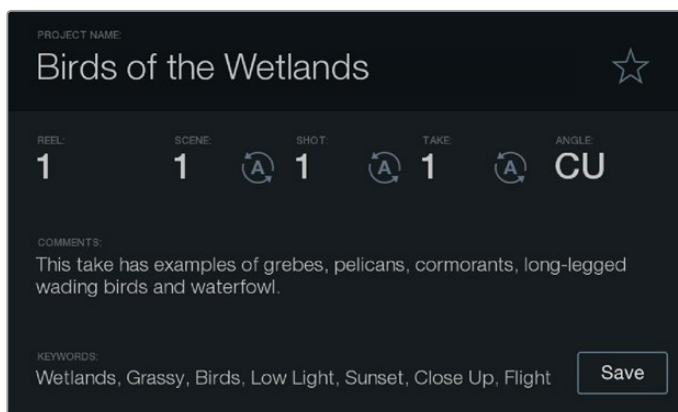 PROJECT NAME:
Birds of the Wetlands
REEL: SCENE: SHOT: TAKE: ANGLE:
1 1 A 1 A 1 A CU
COMMENTS:
This take has examples of grebes, pelicans, cormorants, long-legged
wading birds and waterfowl.
KEYWORDS:
Wetlands, Grassy, Birds, Low Light, Sunset, Close Up, Flight
Save